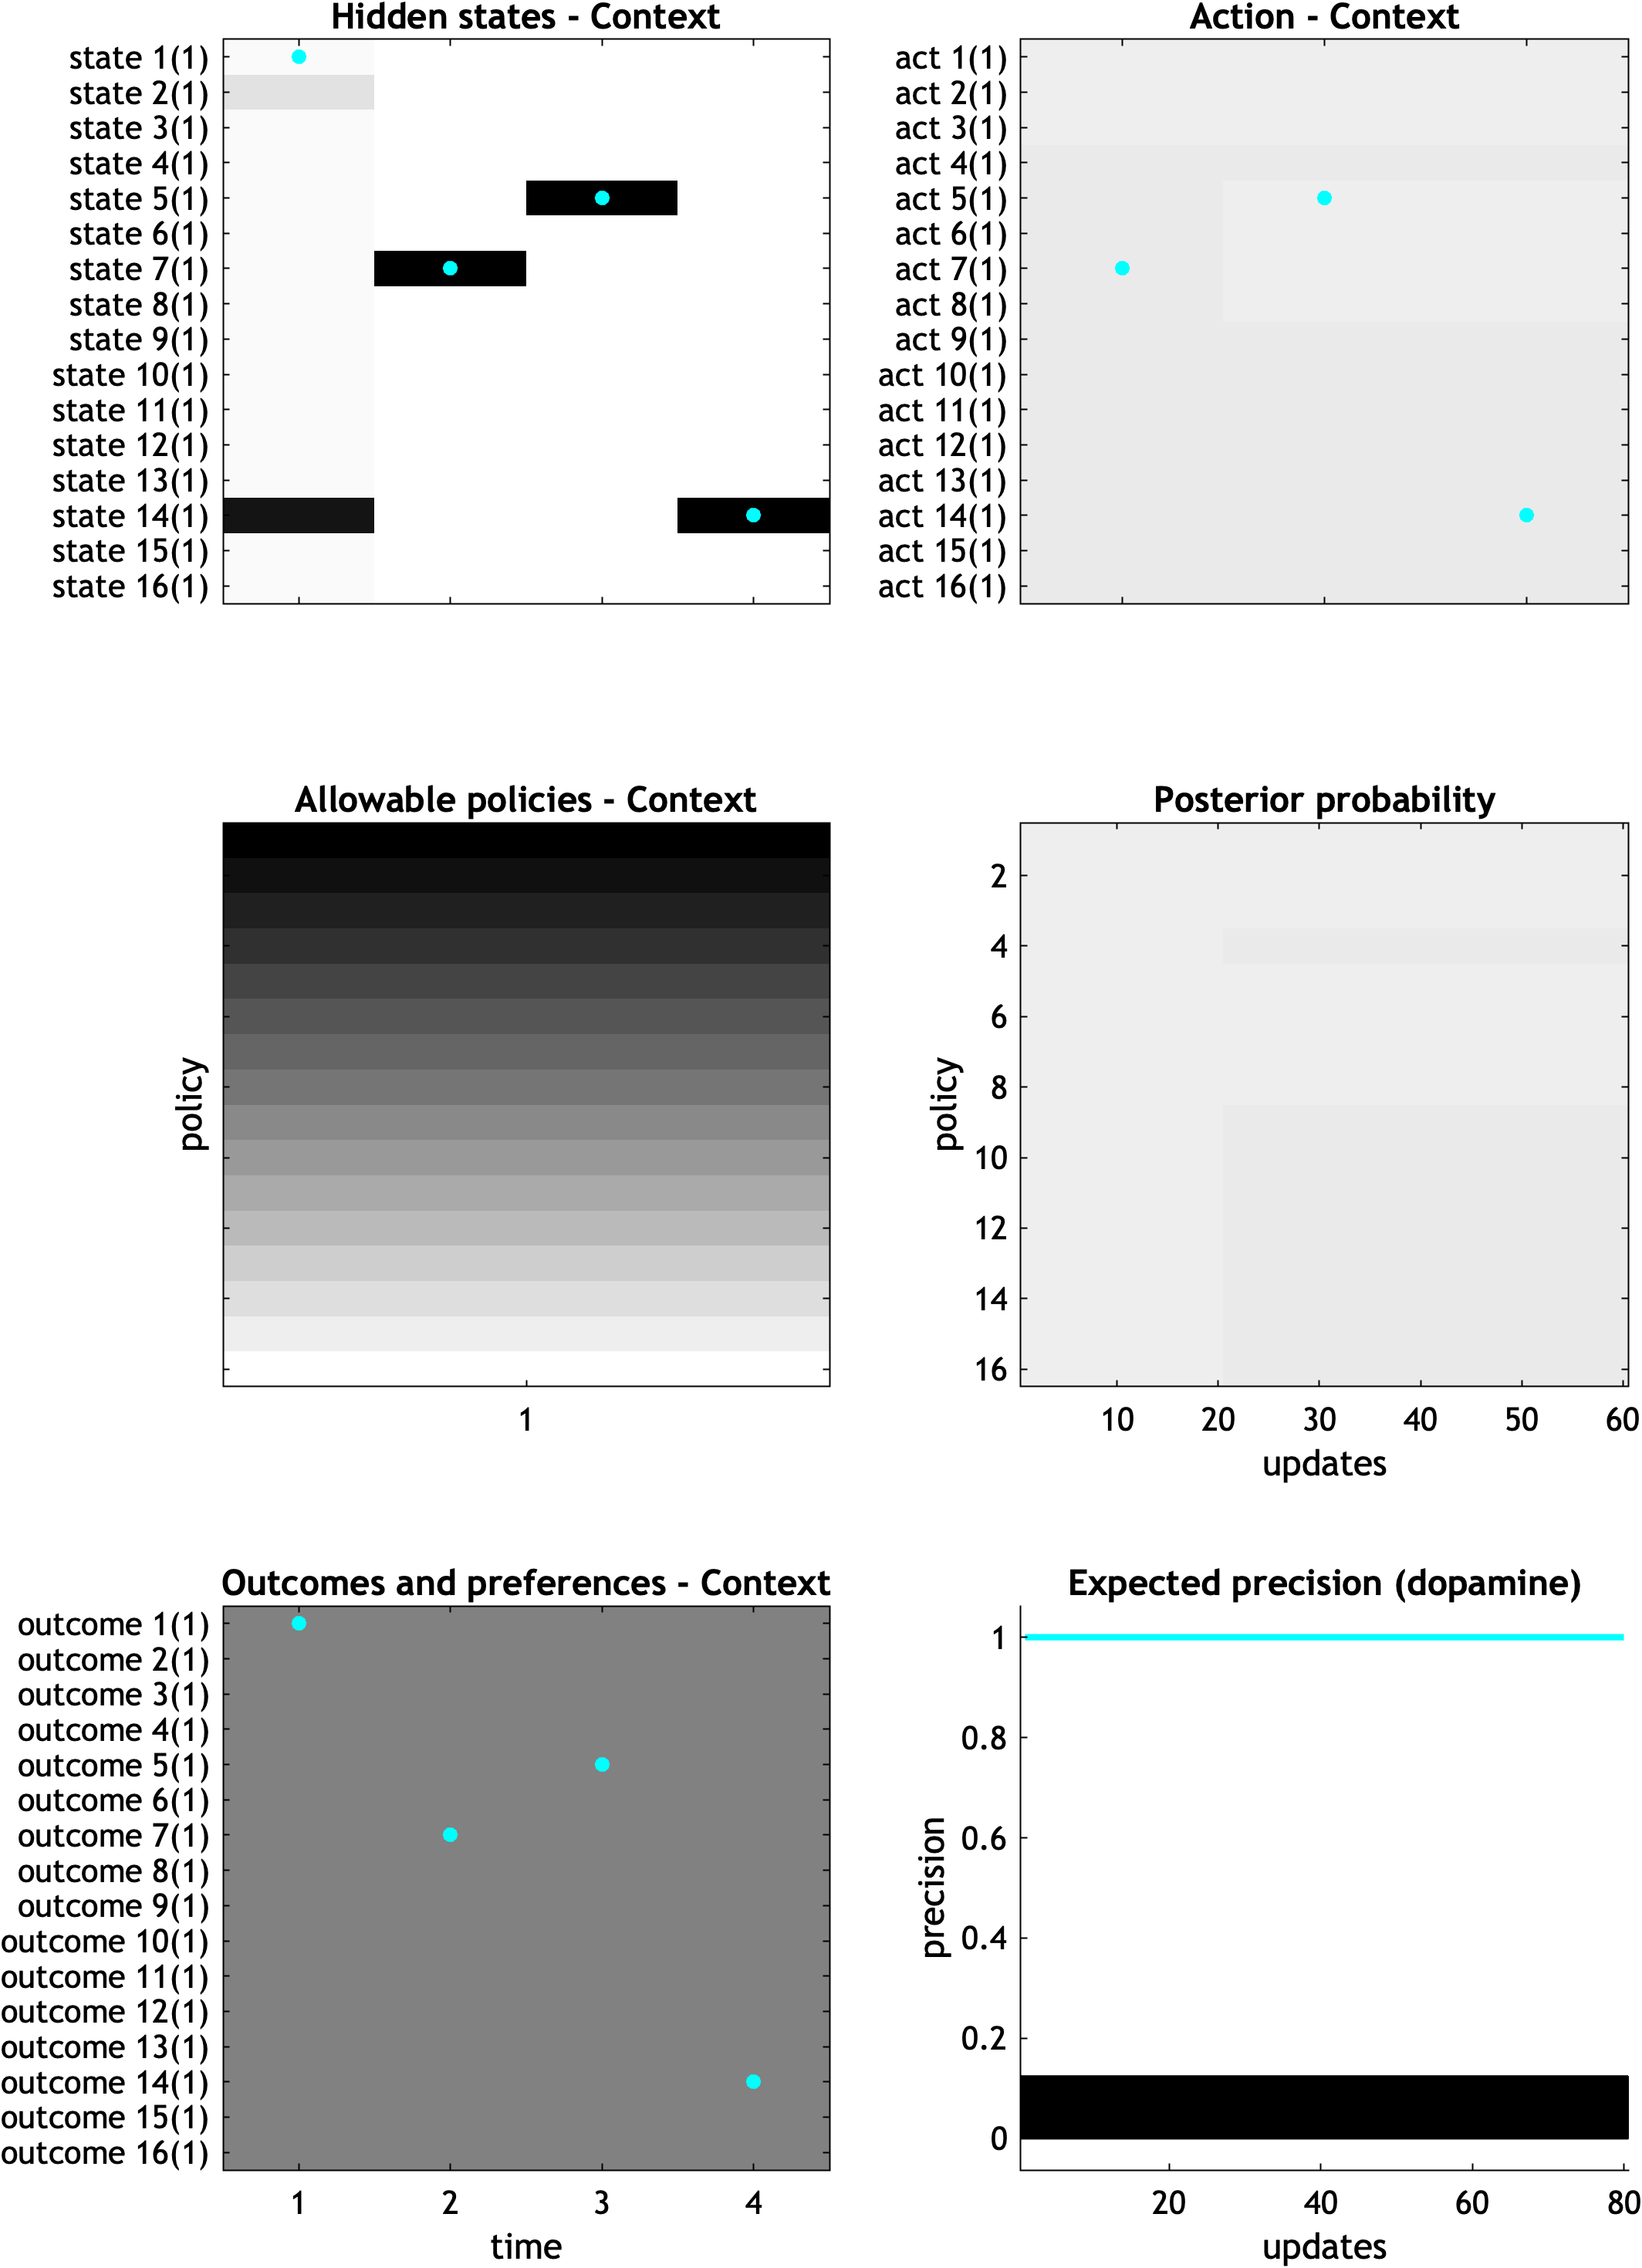 Hidden states - Context
state 1(1)
state 2(1)
state 3(1)
state 4(1)
state 5(1)
state 6(1)
state 7(1)
state 8(1)
state 9(1)
state 10(1)
state 11(1)
state 12(1)
state 13(1)
state 14(1)
state 15(1)
state 16(1)
Action - Context
act 1(1)
act 2(1)
act 3(1)
act 4(1)
act 5(1)
act 6(1)
act 7(1)
act 8(1)
act 9(1)
act 10(1)
act 11(1)
act 12(1)
act 13(1)
act 14(1)
act 15(1)
act 16(1)
Allowable policies - Context
policy
1
Posterior probability
policy
2
4
6
8
10
12
14
16
10 20 30 40 50 60
updates
Outcomes and preferences - Context
outcome 1(1)
outcome 2(1)
outcome 3(1)
outcome 4(1)
outcome 5(1)
outcome 6(1)
outcome 7(1)
outcome 8(1)
outcome 9(1)
outcome 10(1)
outcome 11(1)
outcome 12(1)
outcome 13(1)
outcome 14(1)
outcome 15(1)
outcome 16(1)
1 2 3 4
time
Expected precision (dopamine)
precision
1
0.8
0.6
0.4
0.2
0
20 40 60 80
updates